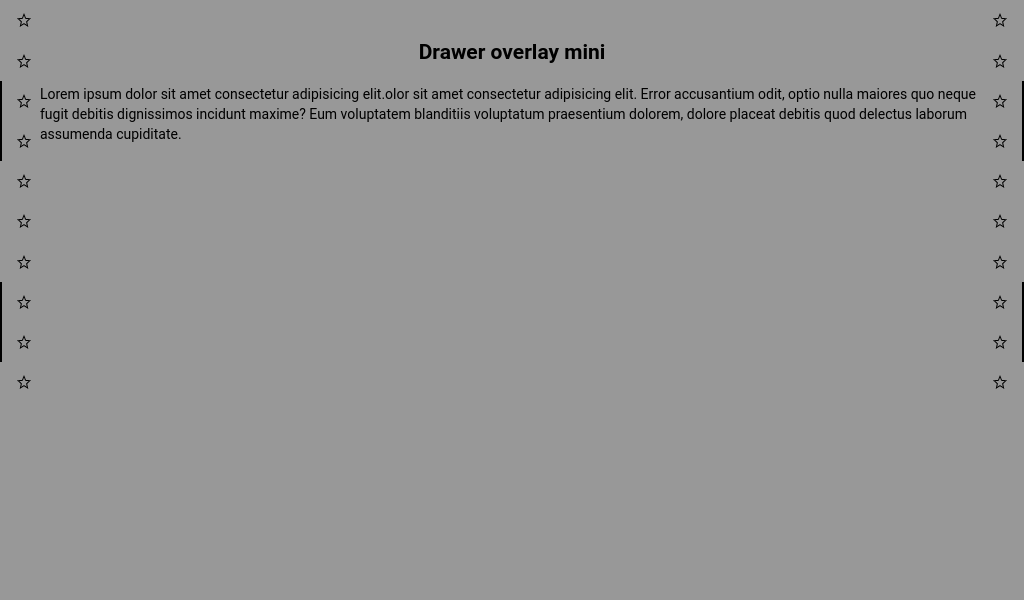 Drawer overlay mini
Lorem ipsum dolor sit amet consectetur adipisicing elit.olor sit amet consectetur adipisicing elit. Error accusantium odit, optio nulla maiores quo neque
fugit debitis dignissimos incidunt maxime? Eum voluptatem blanditiis voluptatum praesentium dolorem, dolore placeat debitis quod delectus laborum
assumenda cupiditate.